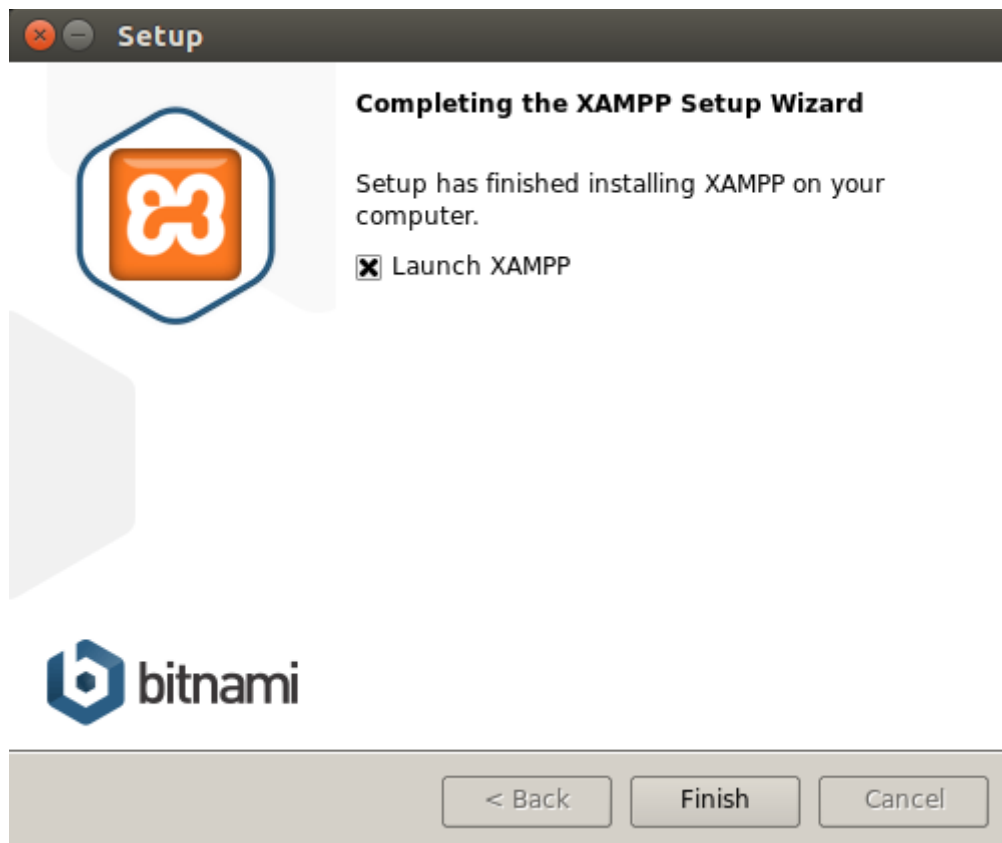 Setup
Completing the XAMPP Setup Wizard
Setup has finished installing XAMPP on your
computer.
Launch XAMPP
bitnami
< Back
Finish
Cancel